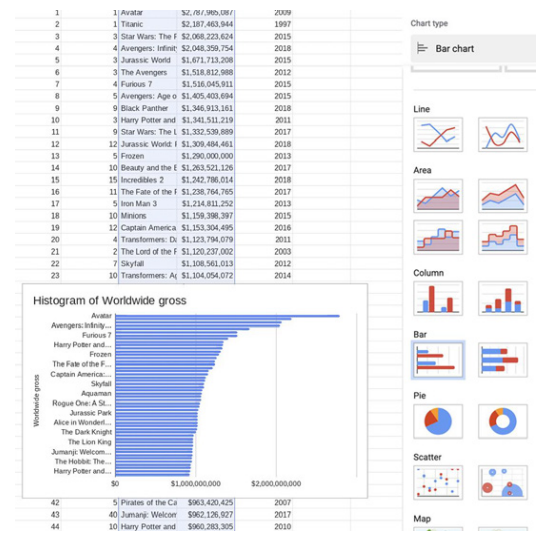 1 1 Avatar $2,787,965,087 2009
2 1 Titanic $2,187,463,944 1997
3 3 Star Wars: The F $2,068,223,624 2015
4 4 Avengers: Infinity $2,048,359,754 2018
5 3 Jurassic World $1,671,713,208 2015
6 3 The Avengers $1,518,812,988 2012
7 4 Furious 7 $1,516,045,911 2015
8 5 Avengers: Age o $1,405,403,694 2015
9 9 Black Panther $1,346,913,161 2018
10 3 Harry Potter and $1,341,511,219 2011
11 9 Star Wars: The L $1,332,539,889 2017
12 12 Jurassic World: F $1,309,484,461 2018
13 5 Frozen $1,290,000,000 2013
14 10 Beauty and the B $1,263,521,126 2017
15 15 Incredibles 2 $1,242,786,014 2018
16 11 The Fate of the F $1,238,764,765 2017
17 5 Iron Man 3 $1,214,811,252 2013
18 10 Minions $1,159,398,397 2015
19 12 Captain America $1,153,304,495 2016
20 4 Transformers: Da $1,123,794,079 2011
21 2 The Lord of the F $1,120,237,002 2003
22 7 Skyfall $1,108,561,013 2012
23 10 Transformers: Ag $1,104,054,072 2014
Histogram of Worldwide gross
Worldwide gross
Avatar
Avengers: Infinity...
Furious 7
Harry Potter and...
Frozen
The Fate of the F...
Captain America:...
Skyfall
Aquaman
Rogue One: A St...
Jurassic Park
Alice in Wonderl...
The Dark Knight
The Lion King
Jumanji: Welcom...
The Hobbit: The...
Harry Potter and...
$0 $1,000,000,000 $2,000,000,000
42 5 Pirates of the Ca $963,420,425 2007
43 40 Jumanji: Welcom $962,126,927 2017
44 10 Harry Potter and $960,283,305 2010
Chart type
Bar chart
Line
Area
Column
Bar
Pie
Scatter
Map